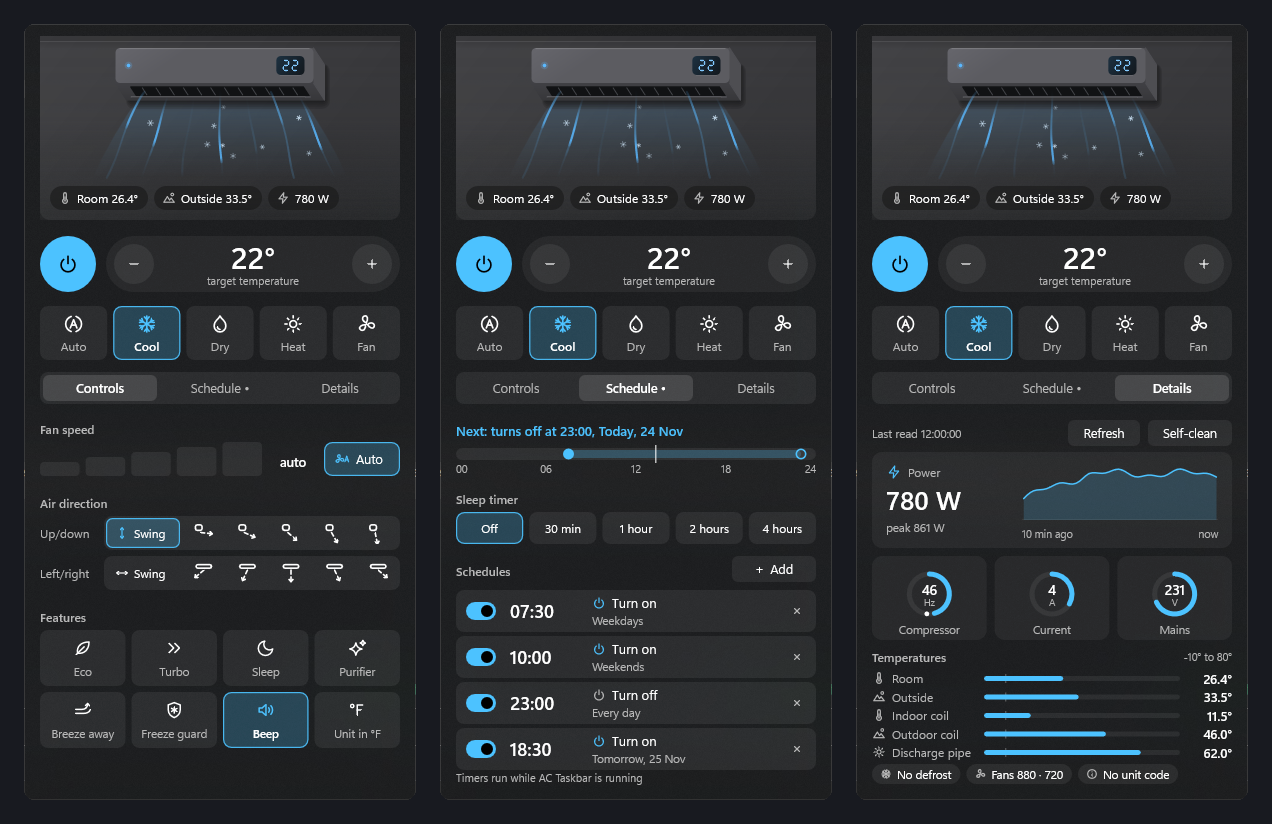 22
Room 26.4° Outside 33.5° 780 W
− 22° +
target temperature
Auto Cool Dry Heat Fan
Controls Schedule • Details
Fan speed
auto A Auto
Air direction
Up/down Swing
Left/right Swing
Features
Eco Turbo Sleep Purifier
Breeze away Freeze guard Beep °F Unit in °F
22
Room 26.4° Outside 33.5° 780 W
− 22° +
target temperature
Auto Cool Dry Heat Fan
Controls Schedule • Details
Next: turns off at 23:00, Today, 24 Nov
00 06 12 18 24
Sleep timer
Off 30 min 1 hour 2 hours 4 hours
Schedules + Add
07:30 Turn on ×
Weekdays
10:00 Turn on ×
Weekends
23:00 Turn off ×
Every day
18:30 Turn on ×
Tomorrow, 25 Nov
Timers run while AC Taskbar is running
22
Room 26.4° Outside 33.5° 780 W
− 22° +
target temperature
Auto Cool Dry Heat Fan
Controls Schedule • Details
Last read 12:00:00 Refresh Self-clean
Power
780 W
peak 861 W
10 min ago now
46 Hz 4 A 231 V
Compressor Current Mains
Temperatures -10° to 80°
Room 26.4°
Outside 33.5°
Indoor coil 11.5°
Outdoor coil 46.0°
Discharge pipe 62.0°
No defrost Fans 880 · 720 No unit code